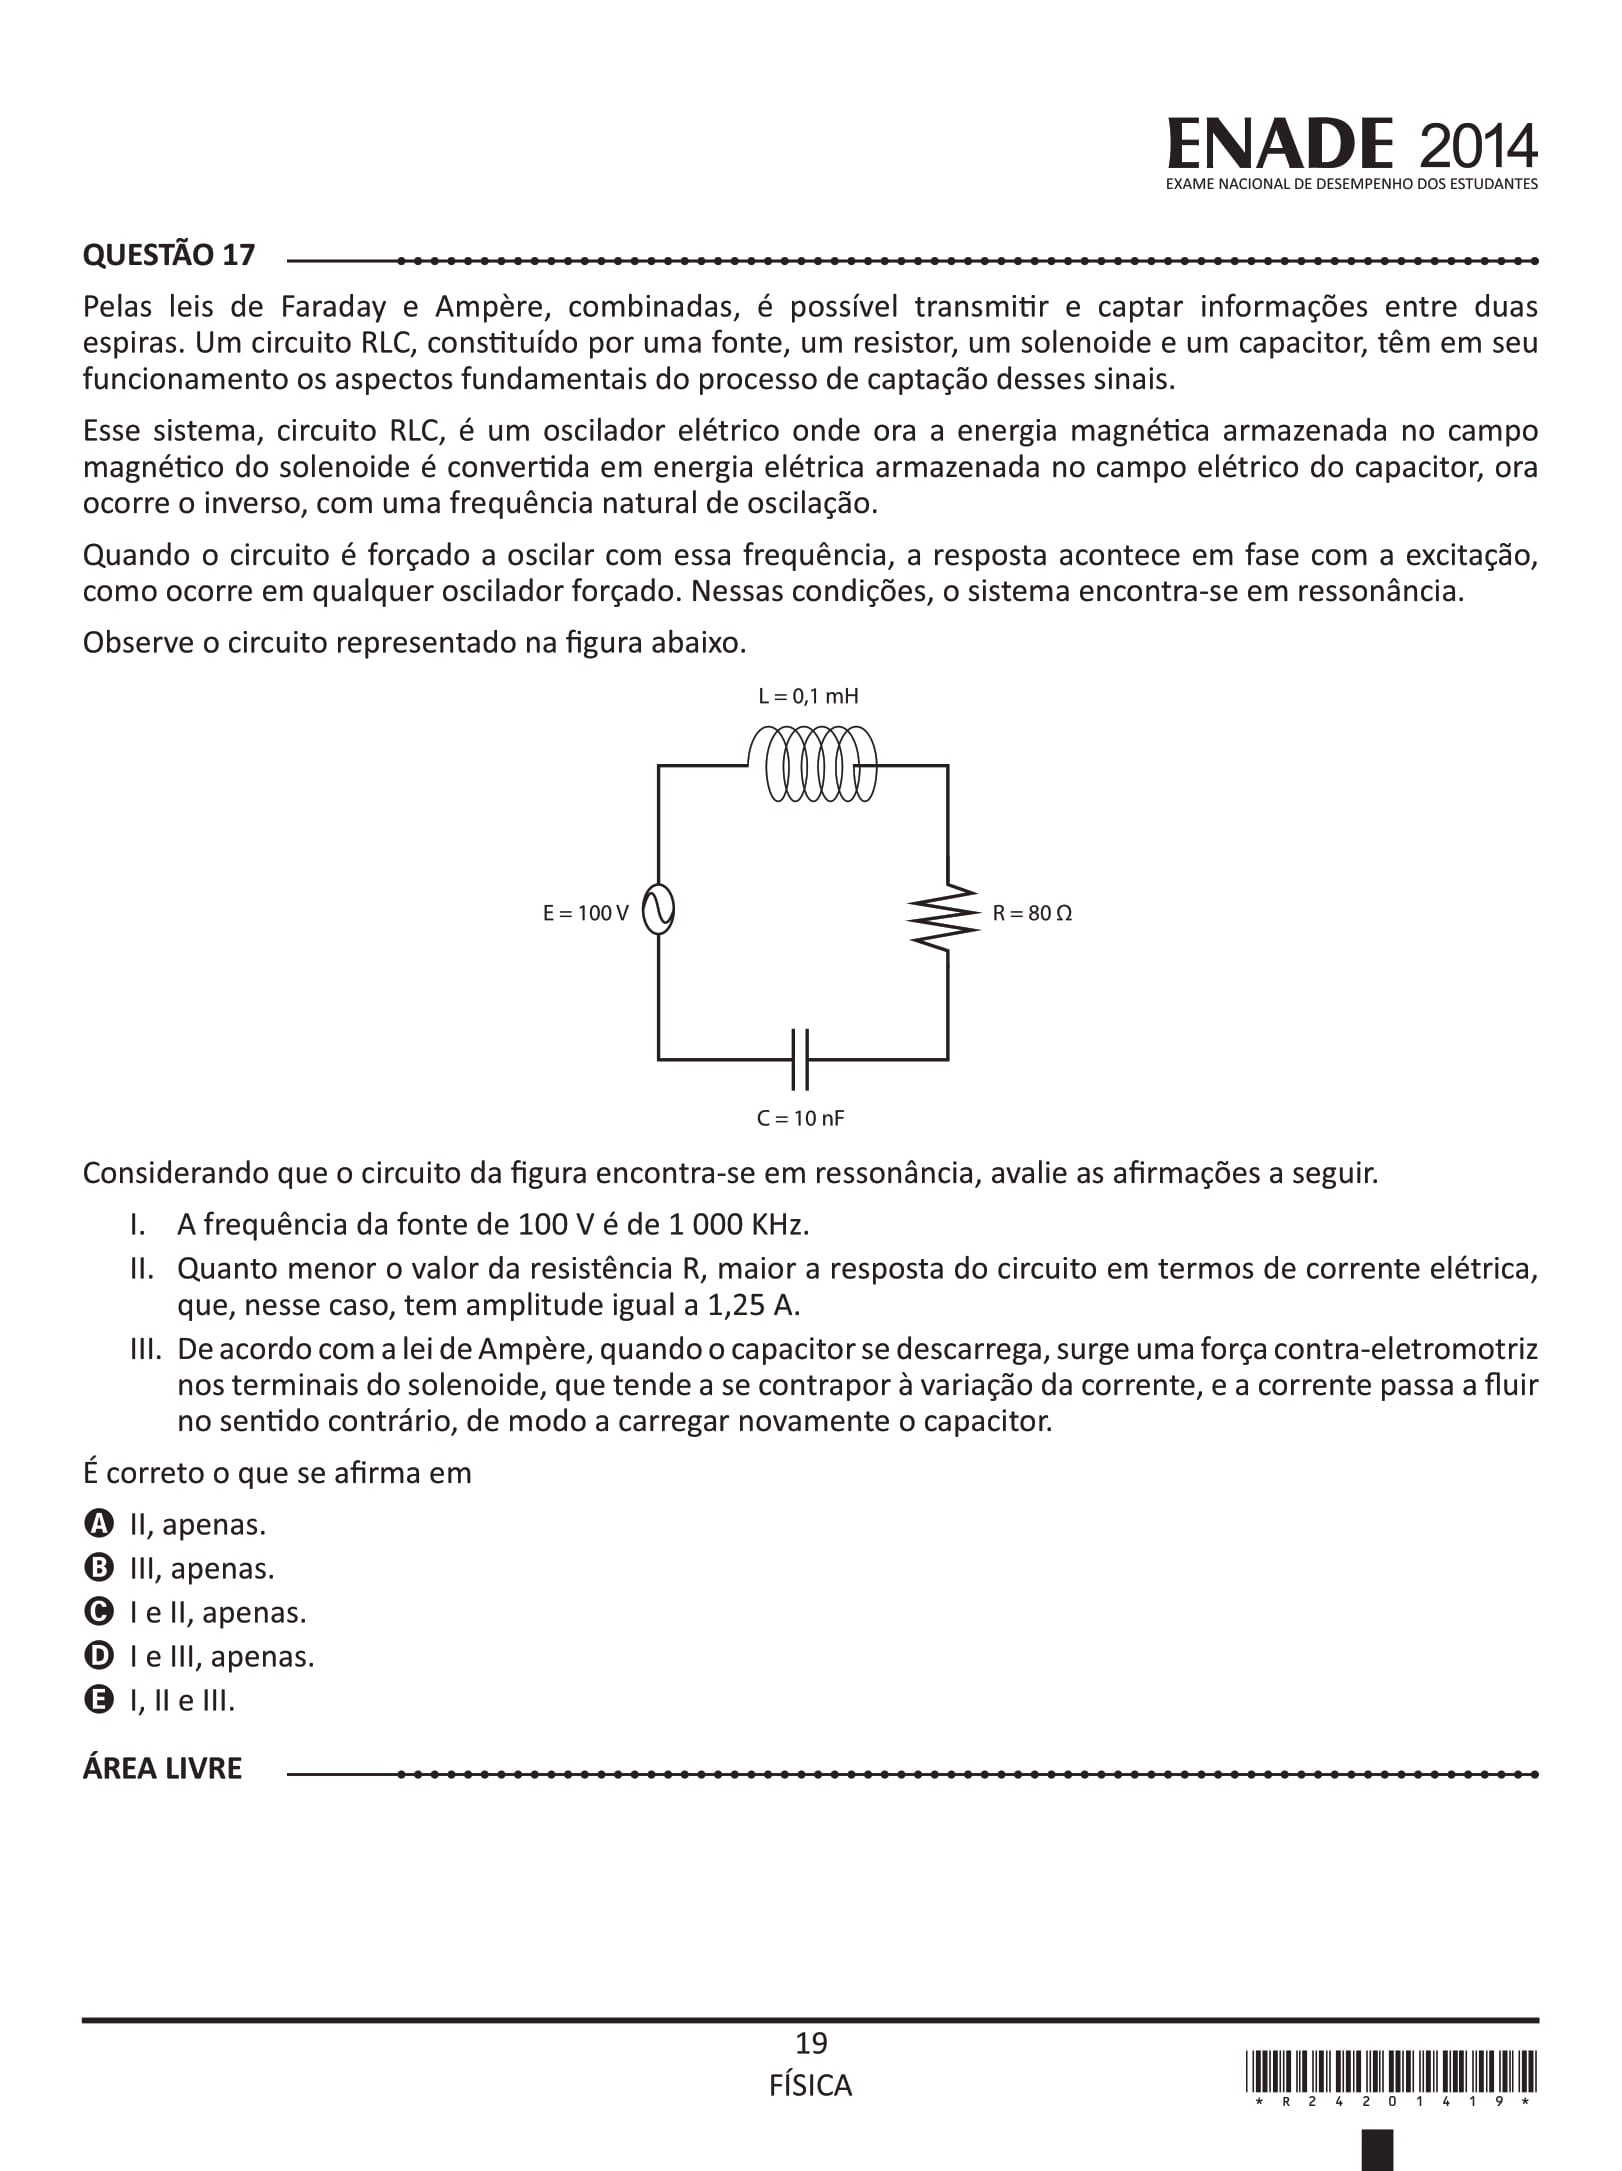 ENADE 2014
EXAME NACIONAL DE DESEMPENHO DOS ESTUDANTES
QUESTÃO 17
Pelas leis de Faraday e Ampère, combinadas, é possível transmitir e captar informações entre duas
espiras. Um circuito RLC, constituído por uma fonte, um resistor, um solenoide e um capacitor, têm em seu
funcionamento os aspectos fundamentais do processo de captação desses sinais.
Esse sistema, circuito RLC, é um oscilador elétrico onde ora a energia magnética armazenada no campo
magnético do solenoide é convertida em energia elétrica armazenada no campo elétrico do capacitor, ora
ocorre o inverso, com uma frequência natural de oscilação.
Quando o circuito é forçado a oscilar com essa frequência, a resposta acontece em fase com a excitação,
como ocorre em qualquer oscilador forçado. Nessas condições, o sistema encontra-se em ressonância.
Observe o circuito representado na figura abaixo.
L = 0,1 mH
E = 100 V
R = 80 Ω
C = 10 nF
Considerando que o circuito da figura encontra-se em ressonância, avalie as afirmações a seguir.
I. A frequência da fonte de 100 V é de 1 000 KHz.
II. Quanto menor o valor da resistência R, maior a resposta do circuito em termos de corrente elétrica,
que, nesse caso, tem amplitude igual a 1,25 A.
III. De acordo com a lei de Ampère, quando o capacitor se descarrega, surge uma força contra-eletromotriz
nos terminais do solenoide, que tende a se contrapor à variação da corrente, e a corrente passa a fluir
no sentido contrário, de modo a carregar novamente o capacitor.
É correto o que se afirma em
A II, apenas.
B III, apenas.
C I e II, apenas.
D I e III, apenas.
E I, II e III.
ÁREA LIVRE
19
FÍSICA
* R 2 4 2 0 1 4 1 9 *